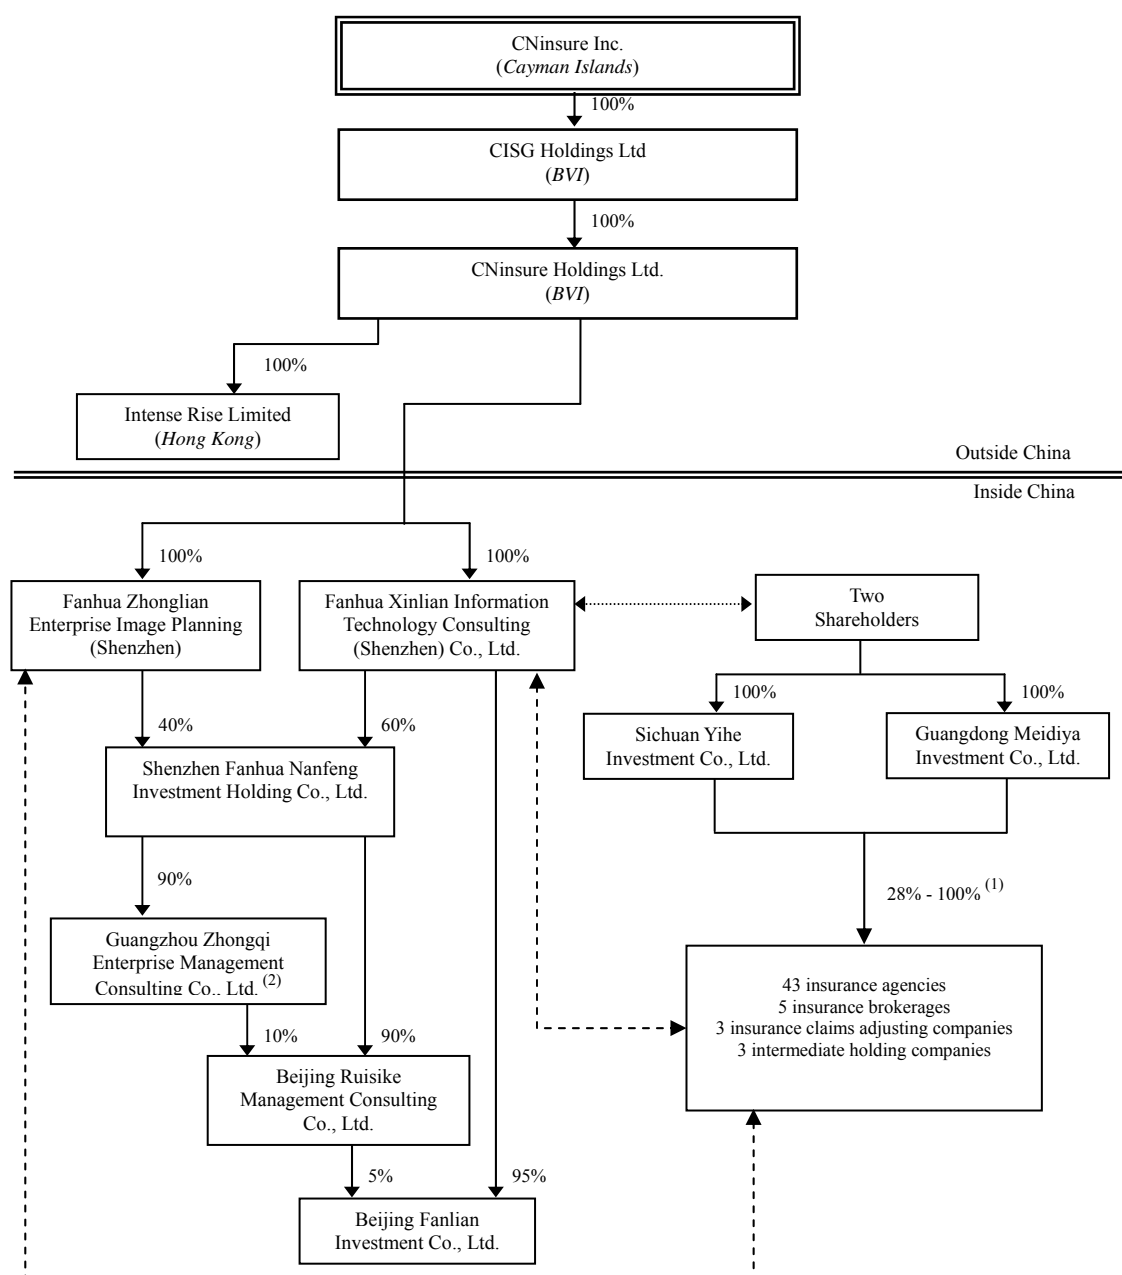 CNinsure Inc.
(Cayman Islands)
100%
CISG Holdings Ltd
(BVI)
100%
CNinsure Holdings Ltd.
(BVI)
100%
Intense Rise Limited
(Hong Kong)
Outside China
Inside China
100%
100%
Fanhua Zhonglian
Enterprise Image Planning
(Shenzhen)
Fanhua Xinlian Information
Technology Consulting
(Shenzhen) Co., Ltd.
Two
Shareholders
100%
100%
40%
60%
Sichuan Yihe
Investment Co., Ltd.
Guangdong Meidiya
Investment Co., Ltd.
Shenzhen Fanhua Nanfeng
Investment Holding Co., Ltd.
90%
28% - 100% (1)
Guangzhou Zhongqi
Enterprise Management
Consulting Co., Ltd. (2)
43 insurance agencies
5 insurance brokerages
3 insurance claims adjusting companies
3 intermediate holding companies
10%
90%
Beijing Ruisike
Management Consulting
Co., Ltd.
5%
95%
Beijing Fanlian
Investment Co., Ltd.